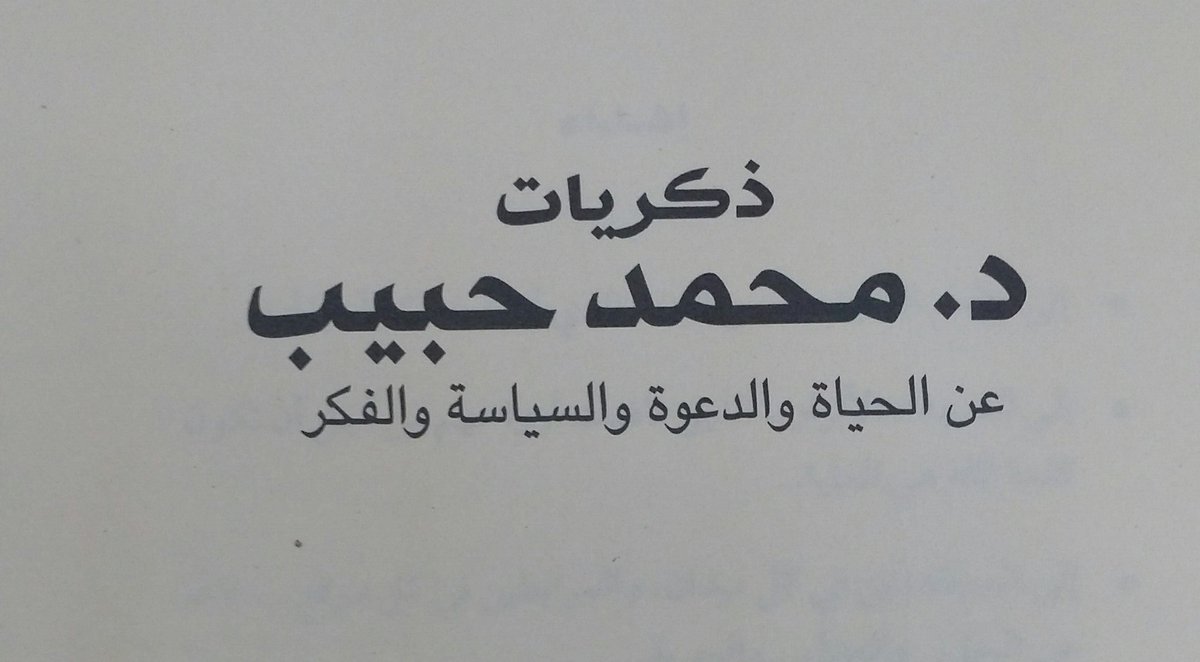 ذكريات
د. محمد حبيب
عن الحياة والدعوة والسياسة والفكر